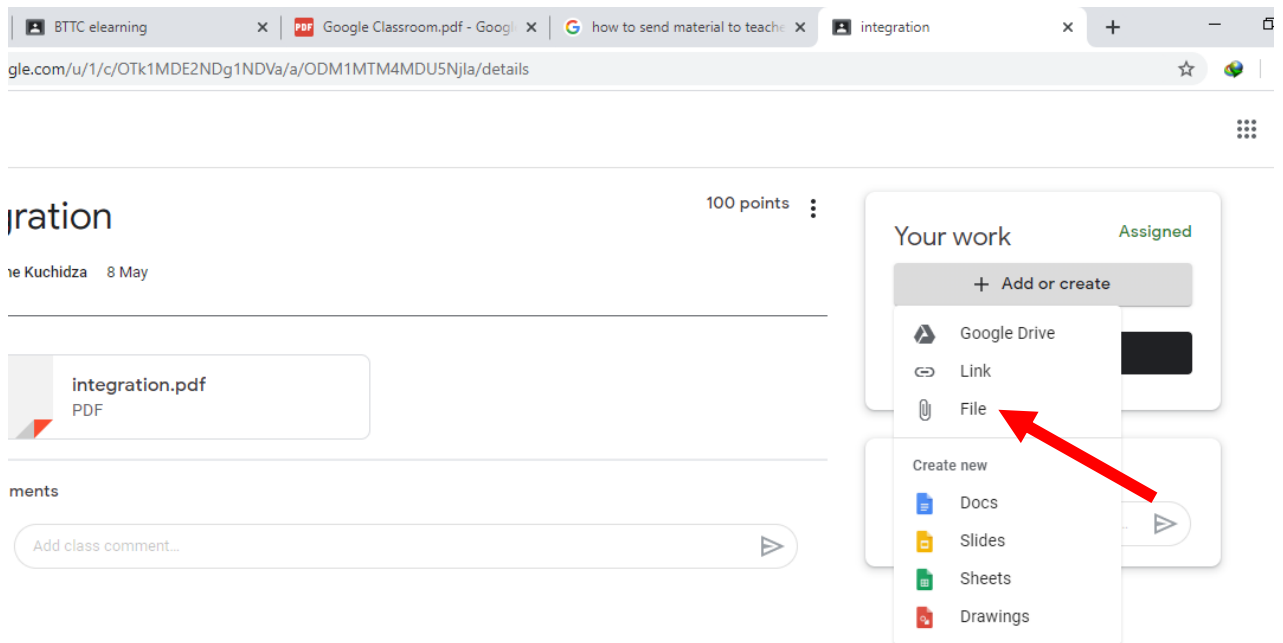 BTTC elearning
Google Classroom.pdf - Googl
how to send material to teache
integration
gle.com/u/1/c/OTk1MDE2NDg1NDVa/a/ODM1MTM4MDU5Njla/details
gration
100 points
ne Kuchidza 8 May
Your work
Assigned
+ Add or create
Google Drive
Link
File
integration.pdf
PDF
Create new
Docs
Slides
Sheets
Drawings
ments
Add class comment...